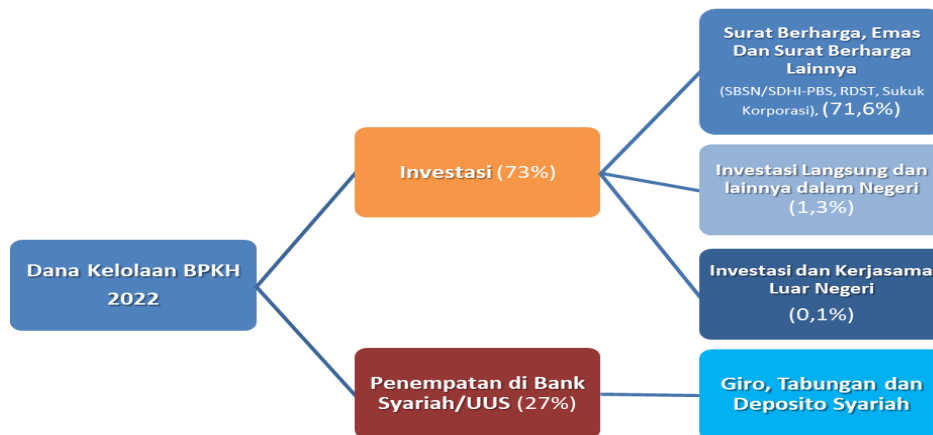 Surat Berharga, Emas
Dan Surat Berharga
Lainnya
(SBSN/SDHI-PBS, RDST, Sukuk
Korporasi), (71,6%)
Investasi (73%)
Investasi Langsung dan
lainnya dalam Negeri
(1,3%)
Dana Kelolaan BPKH
2022
Investasi dan Kerjasama
Luar Negeri
(0,1%)
Penempatan di Bank
Syariah/UUS (27%)
Giro, Tabungan dan
Deposito Syariah